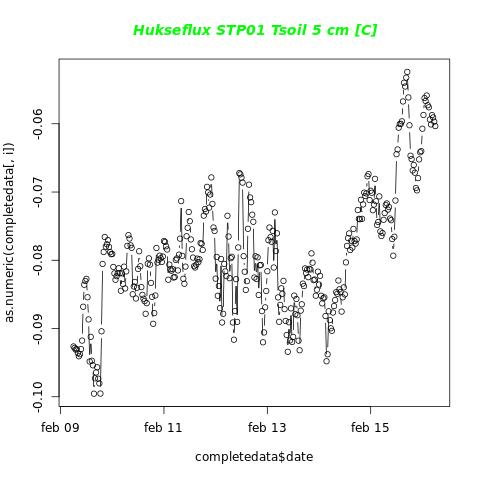 Hukseflux STP01 Tsoil 5 cm [C]
as.numeric(completedata[, i])
-0.06
-0.07
-0.08
-0.09
-0.10
feb 09 feb 11 feb 13 feb 15
completedata$date